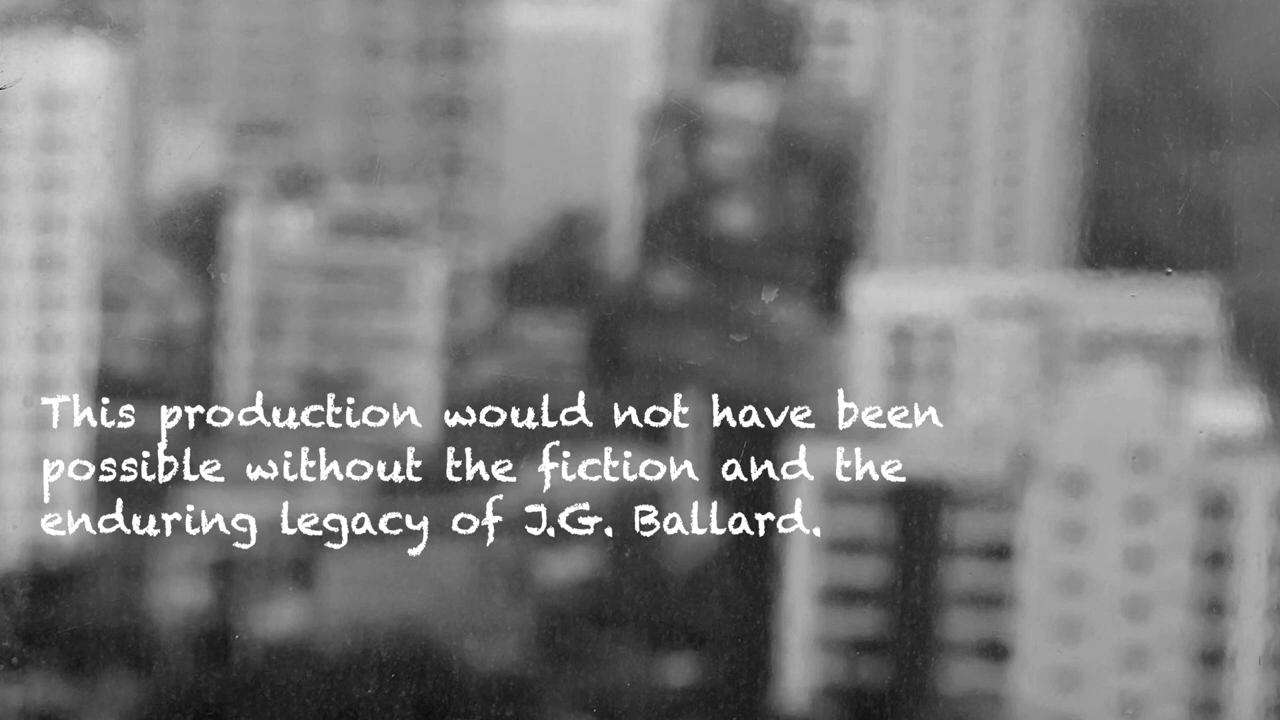 This production would not have been
possible without the fiction and the
enduring legacy of J.G. Ballard.